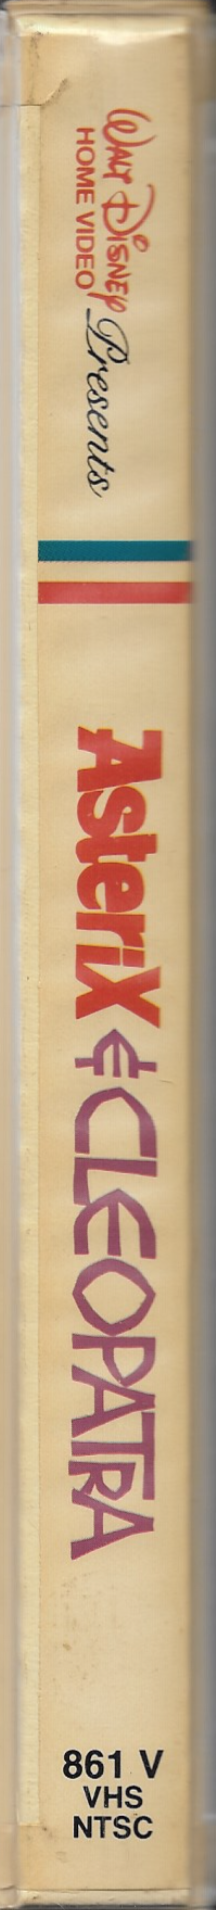 WALT DISNEY
HOME VIDEO
Presents
Asterix & CLEOPATRA
861 V
VHS
NTSC